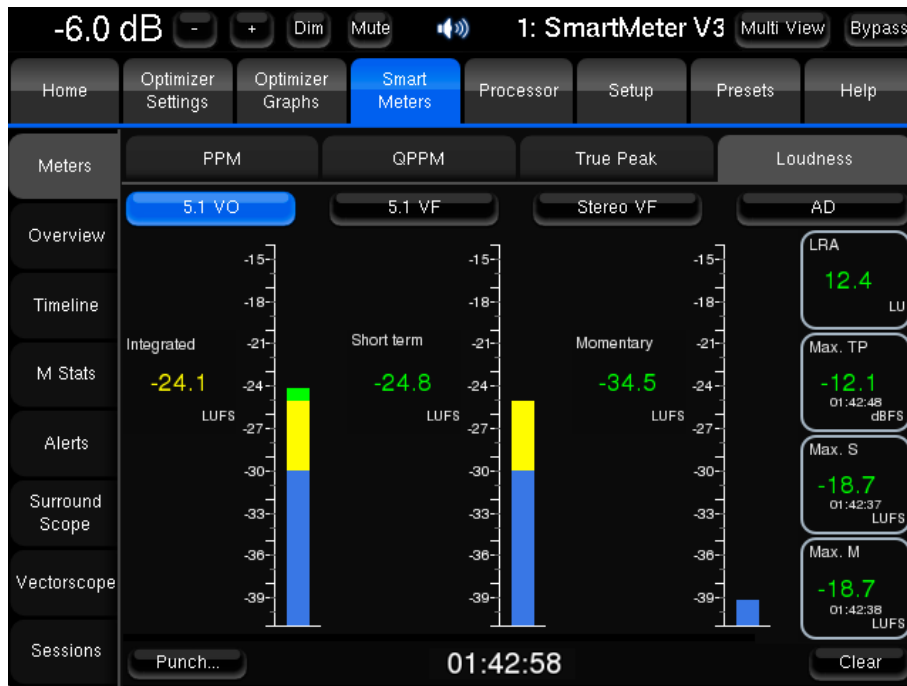 -6.0 dB - + Dim Mute 1: SmartMeter V3 Multi View Bypass
Home Optimizer Settings Optimizer Graphs Smart Meters Processor Setup Presets Help
Meters
Overview
Timeline
M Stats
Alerts
Surround
Scope
Vectorscope
Sessions
PPM QPPM True Peak Loudness
5.1 VO 5.1 VF Stereo VF AD
Integrated
-24.1
LUFS
-15-
-18-
-21-
-24-
-27-
-30-
-33-
-36-
-39-
Short term
-24.8
LUFS
-15-
-18-
-21-
-24-
-27-
-30-
-33-
-36-
-39-
Momentary
-34.5
LUFS
-15-
-18-
-21-
-24-
-27-
-30-
-33-
-36-
-39-
LRA
12.4
LU
Max. TP
-12.1
01:42:48
dBFS
Max. S
-18.7
01:42:37
LUFS
Max. M
-18.7
01:42:38
LUFS
Punch... 01:42:58 Clear